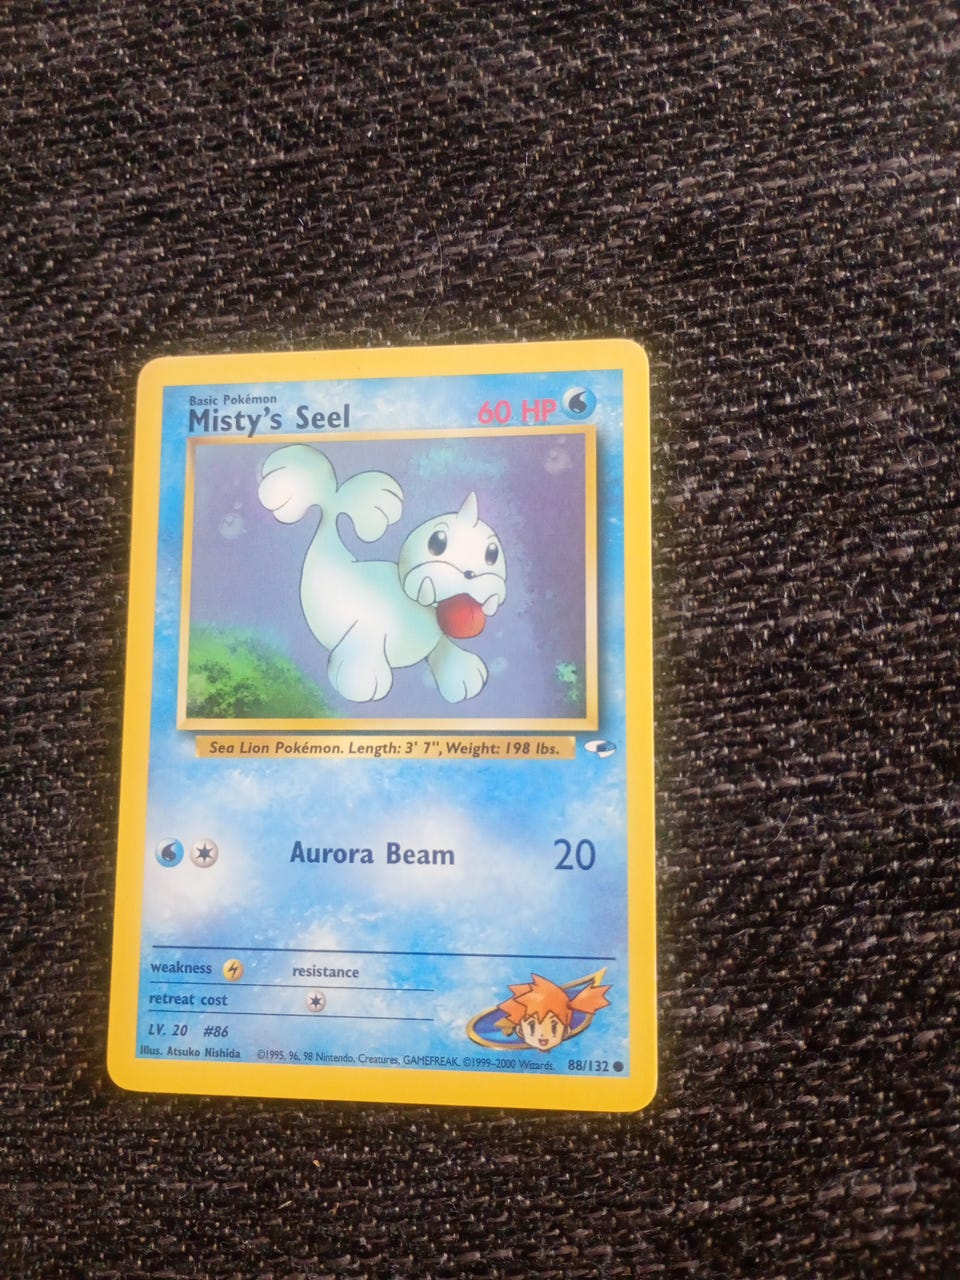 Basic Pokémon
Misty's Seel 60 HP
Sea Lion Pokémon. Length: 3' 7", Weight: 198 lbs.
Aurora Beam 20
weakness resistance
retreat cost
LV. 20 #86
Illus. Atsuko Nishida ©1995, 96, 98 Nintendo, Creatures, GAMEFREAK. ©1999-2000 Wizards. 88/132